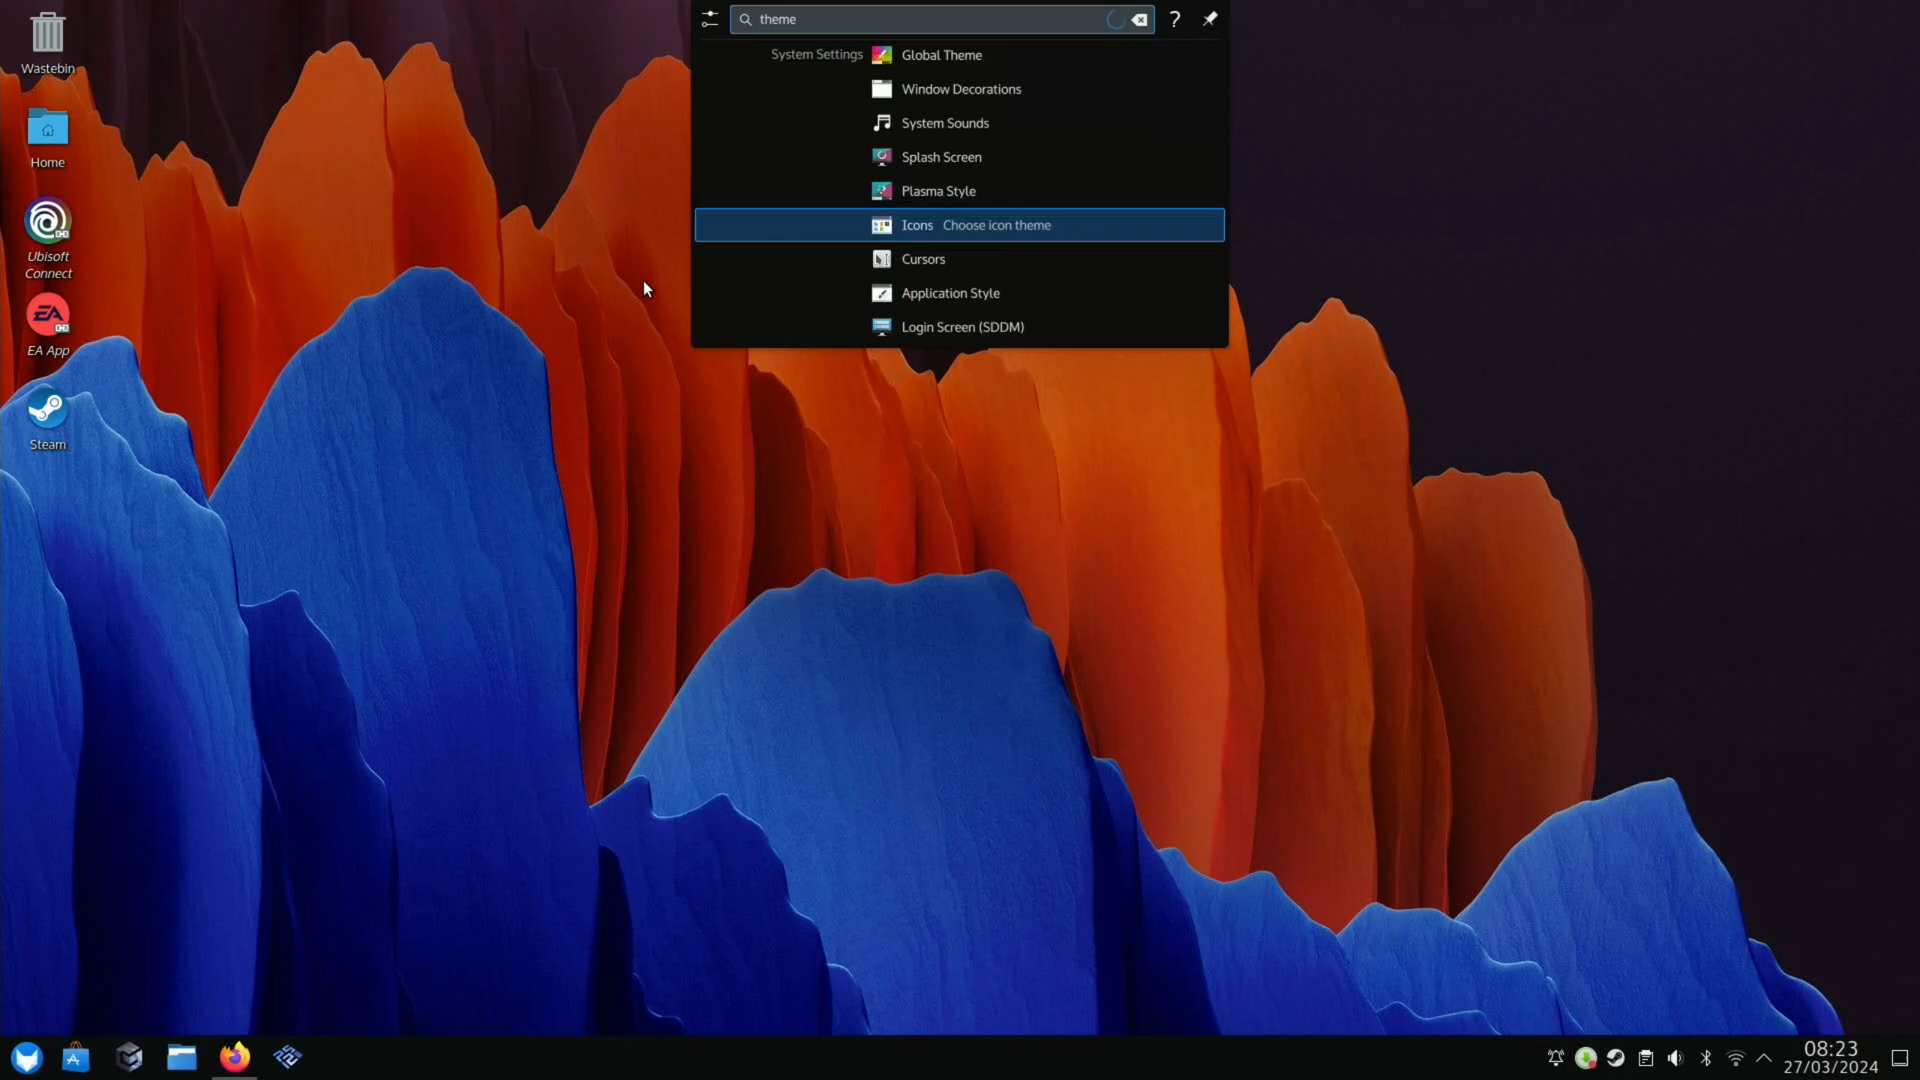 theme
System Settings Global Theme
Window Decorations
System Sounds
Splash Screen
Plasma Style
Icons Choose icon theme
Cursors
Application Style
Login Screen (SDDM)
Wastebin
Home
Ubisoft
Connect
EA
EA App
Steam
08:23
27/03/2024